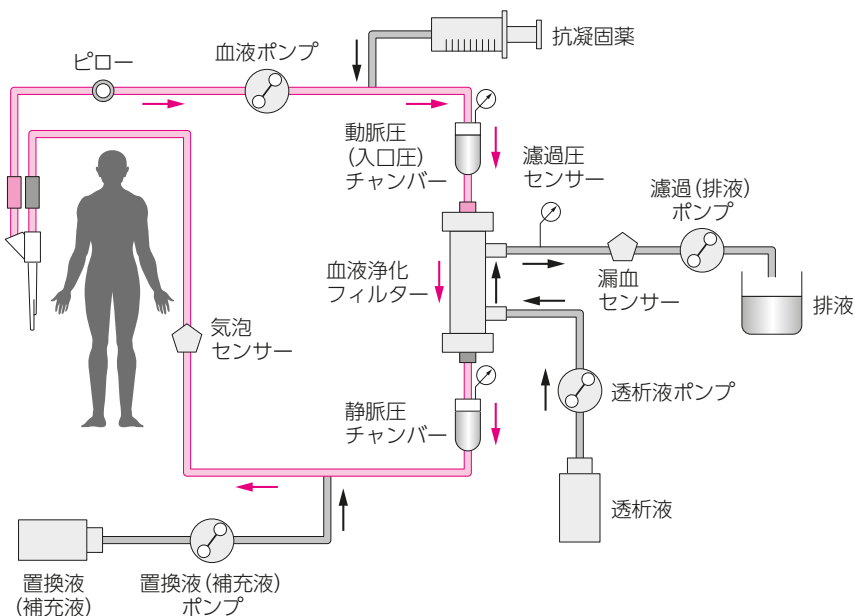 ピロー
血液ポンプ
抗凝固薬
動脈圧
(入口圧)
チャンバー
濾過圧
センサー
濾過(排液)
ポンプ
血液浄化
フィルター
漏血
センサー
排液
気泡
センサー
透析液ポンプ
静脈圧
チャンバー
透析液
置換液
(補充液)
置換液(補充液)
ポンプ